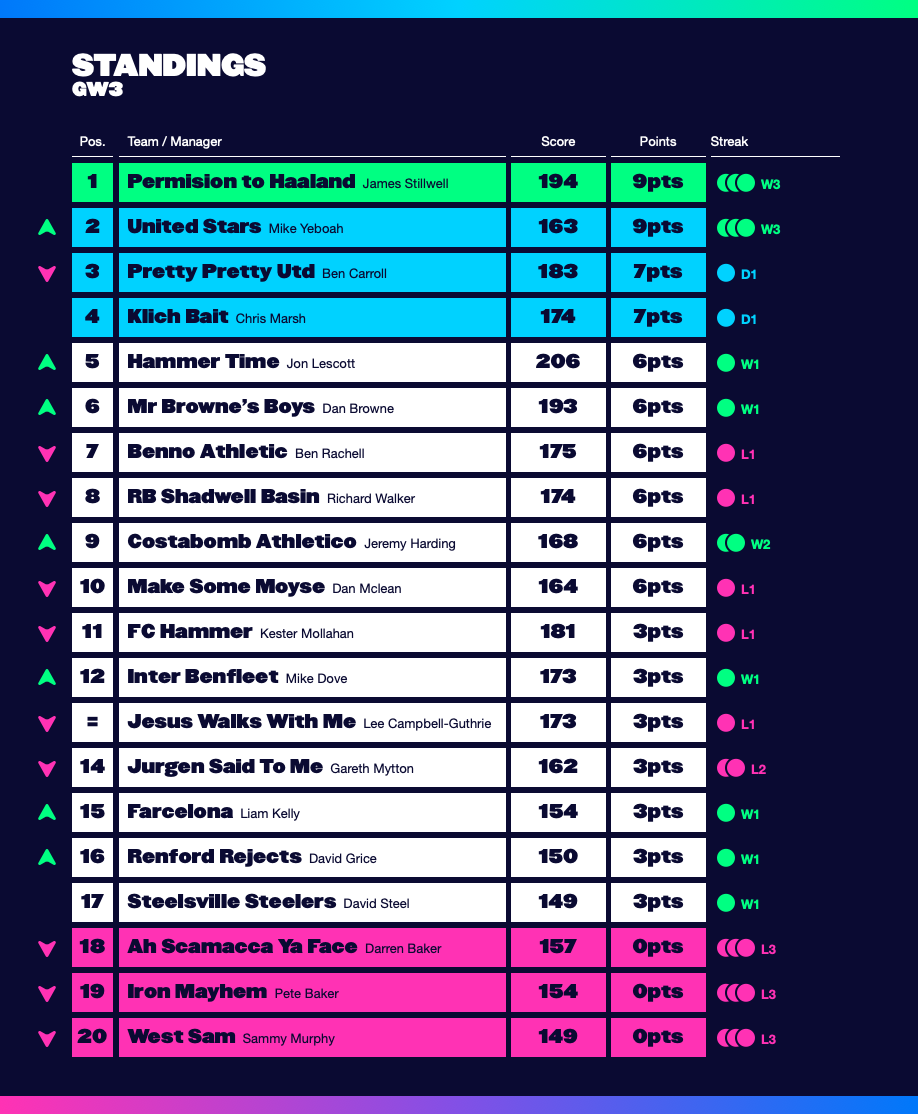 STANDINGS
GW3
Pos. Team / Manager Score Points Streak
1 Permision to Haaland James Stillwell 194 9pts W3
2 United Stars Mike Yeboah 163 9pts W3
3 Pretty Pretty Utd Ben Carroll 183 7pts D1
4 Klich Bait Chris Marsh 174 7pts D1
5 Hammer Time Jon Lescott 206 6pts W1
6 Mr Browne’s Boys Dan Browne 193 6pts W1
7 Benno Athletic Ben Rachell 175 6pts L1
8 RB Shadwell Basin Richard Walker 174 6pts L1
9 Costabomb Athletico Jeremy Harding 168 6pts W2
10 Make Some Moyse Dan Mclean 164 6pts L1
11 FC Hammer Kester Mollahan 181 3pts L1
12 Inter Benfleet Mike Dove 173 3pts W1
= Jesus Walks With Me Lee Campbell-Guthrie 173 3pts L1
14 Jurgen Said To Me Gareth Mytton 162 3pts L2
15 Farcelona Liam Kelly 154 3pts W1
16 Renford Rejects David Grice 150 3pts W1
17 Steelsville Steelers David Steel 149 3pts W1
18 Ah Scamacca Ya Face Darren Baker 157 0pts L3
19 Iron Mayhem Pete Baker 154 0pts L3
20 West Sam Sammy Murphy 149 0pts L3